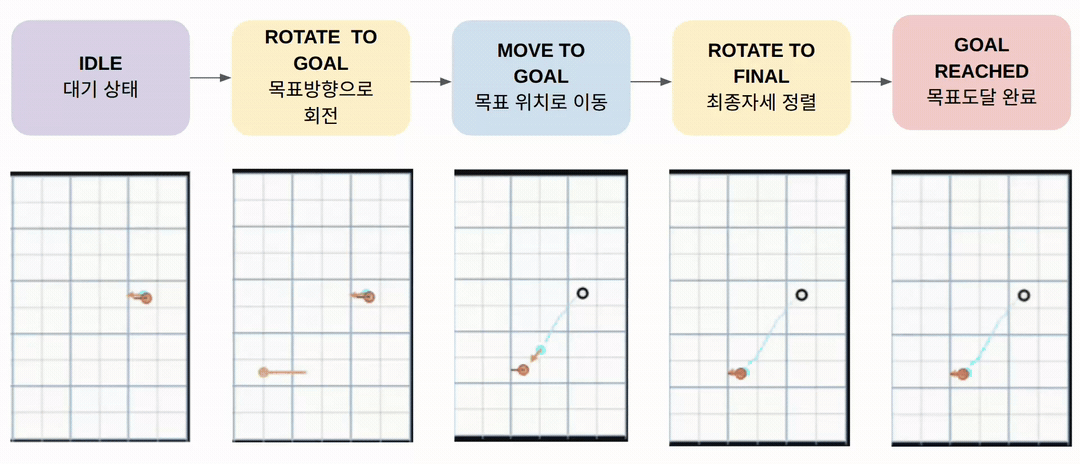 IDLE
대기 상태
ROTATE TO
GOAL
목표방향으로
회전
MOVE TO
GOAL
목표 위치로 이동
ROTATE TO
FINAL
최종자세 정렬
GOAL
REACHED
목표도달 완료